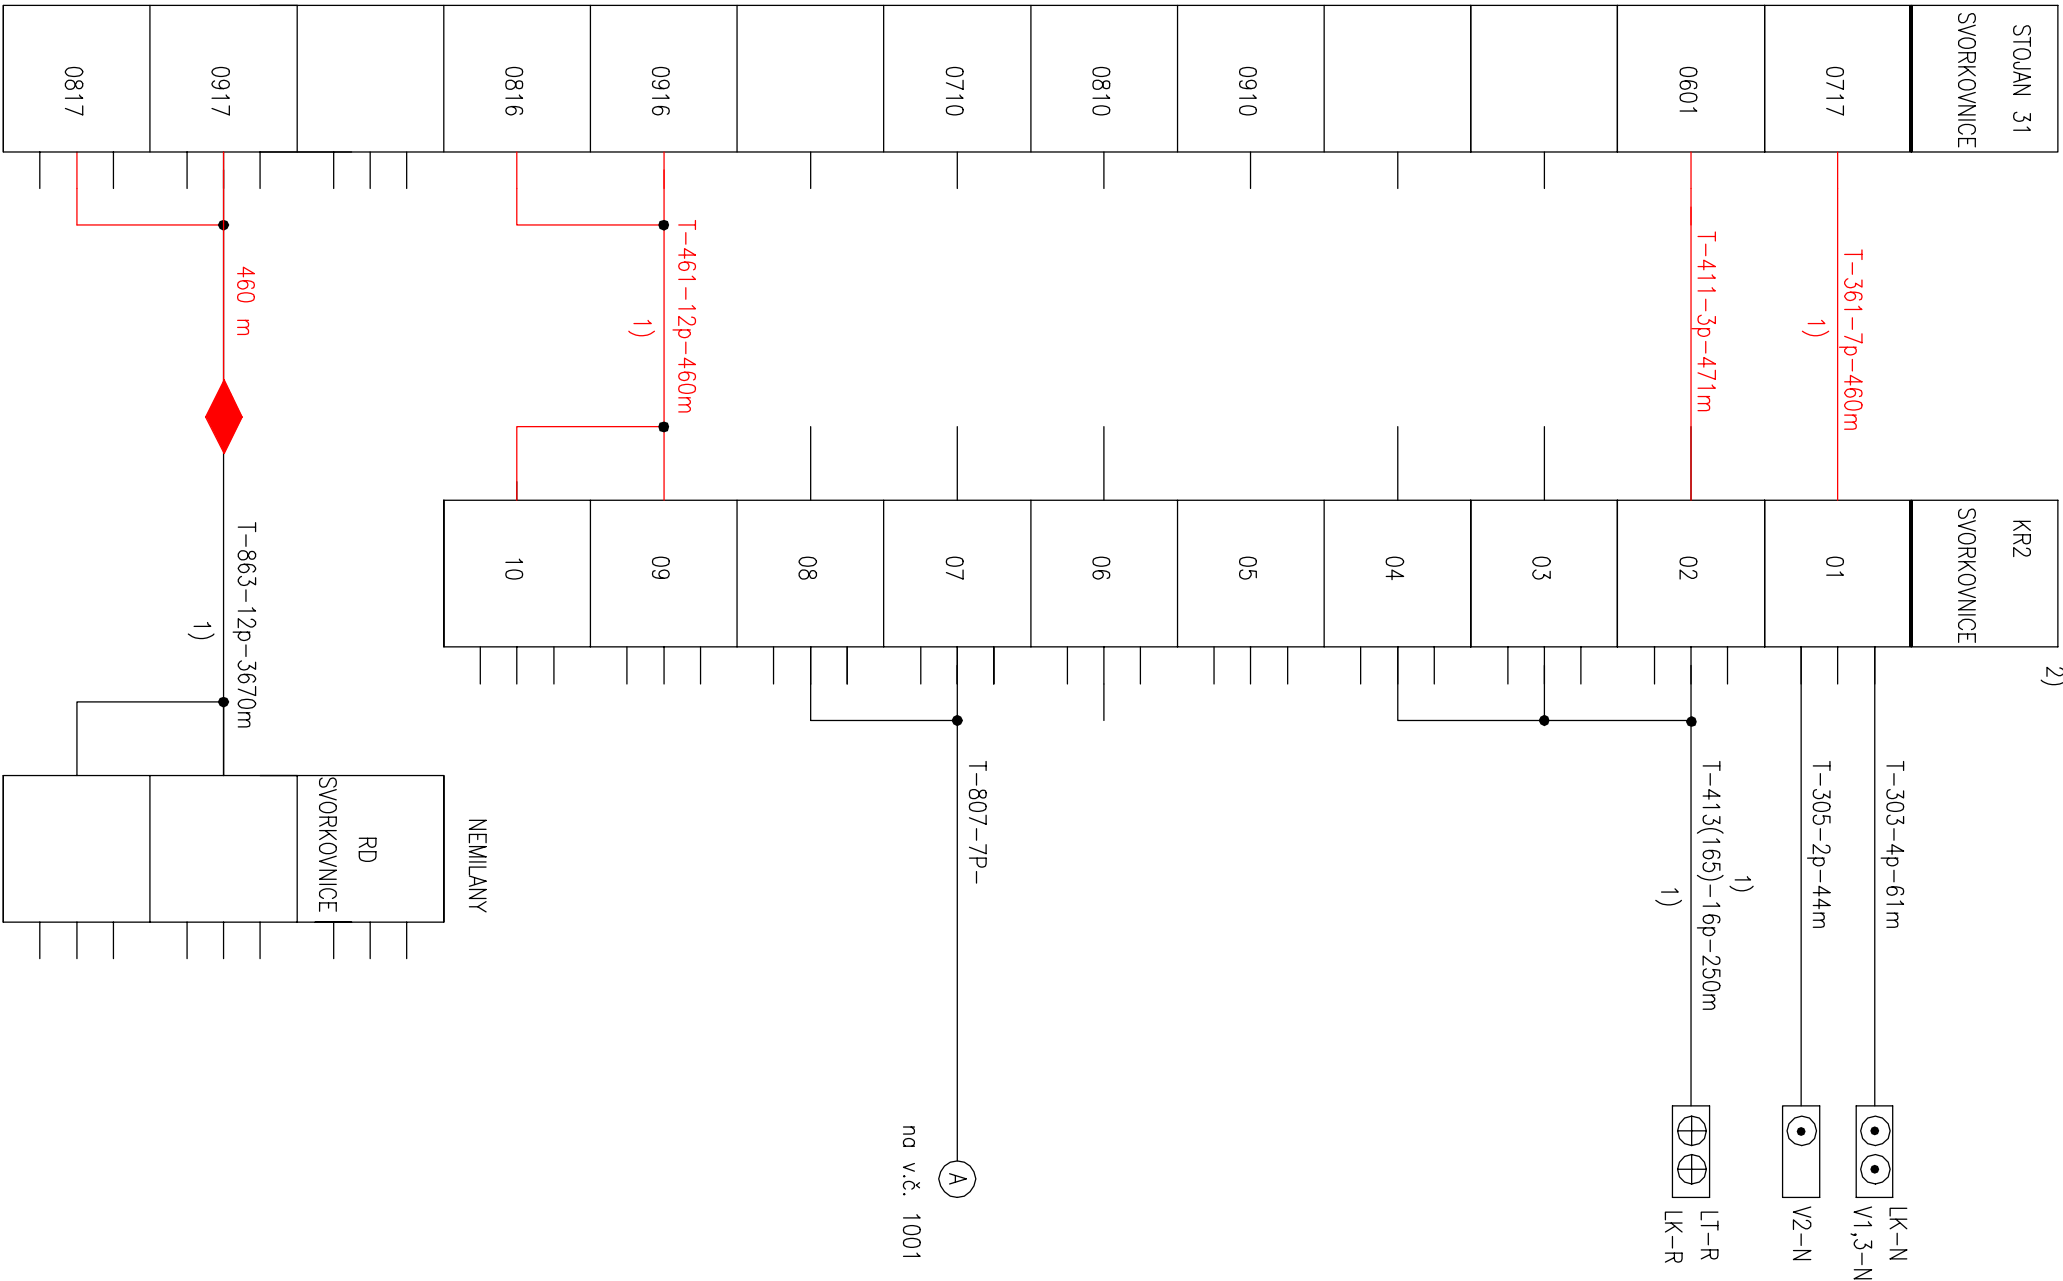 STOJAN 31
SVORKOVNICE
0717
0601
0910
0810
0710
0916
0816
0917
0817
T-361-7p-460m
1)
T-411-3p-471m
T-461-12p-460m
1)
460 m
KR2
SVORKOVNICE
2)
01
02
03
04
05
06
07
08
09
10
T-863-12p-3670m
1)
T-303-4p-61m
T-305-2p-44m
1)
T-413(165)-16p-250m
1)
T-807-7P-
NEMILANY
RD
SVORKOVNICE
LK-N
V1,3-N
V2-N
LT-R
LK-R
A
na v.č. 1001